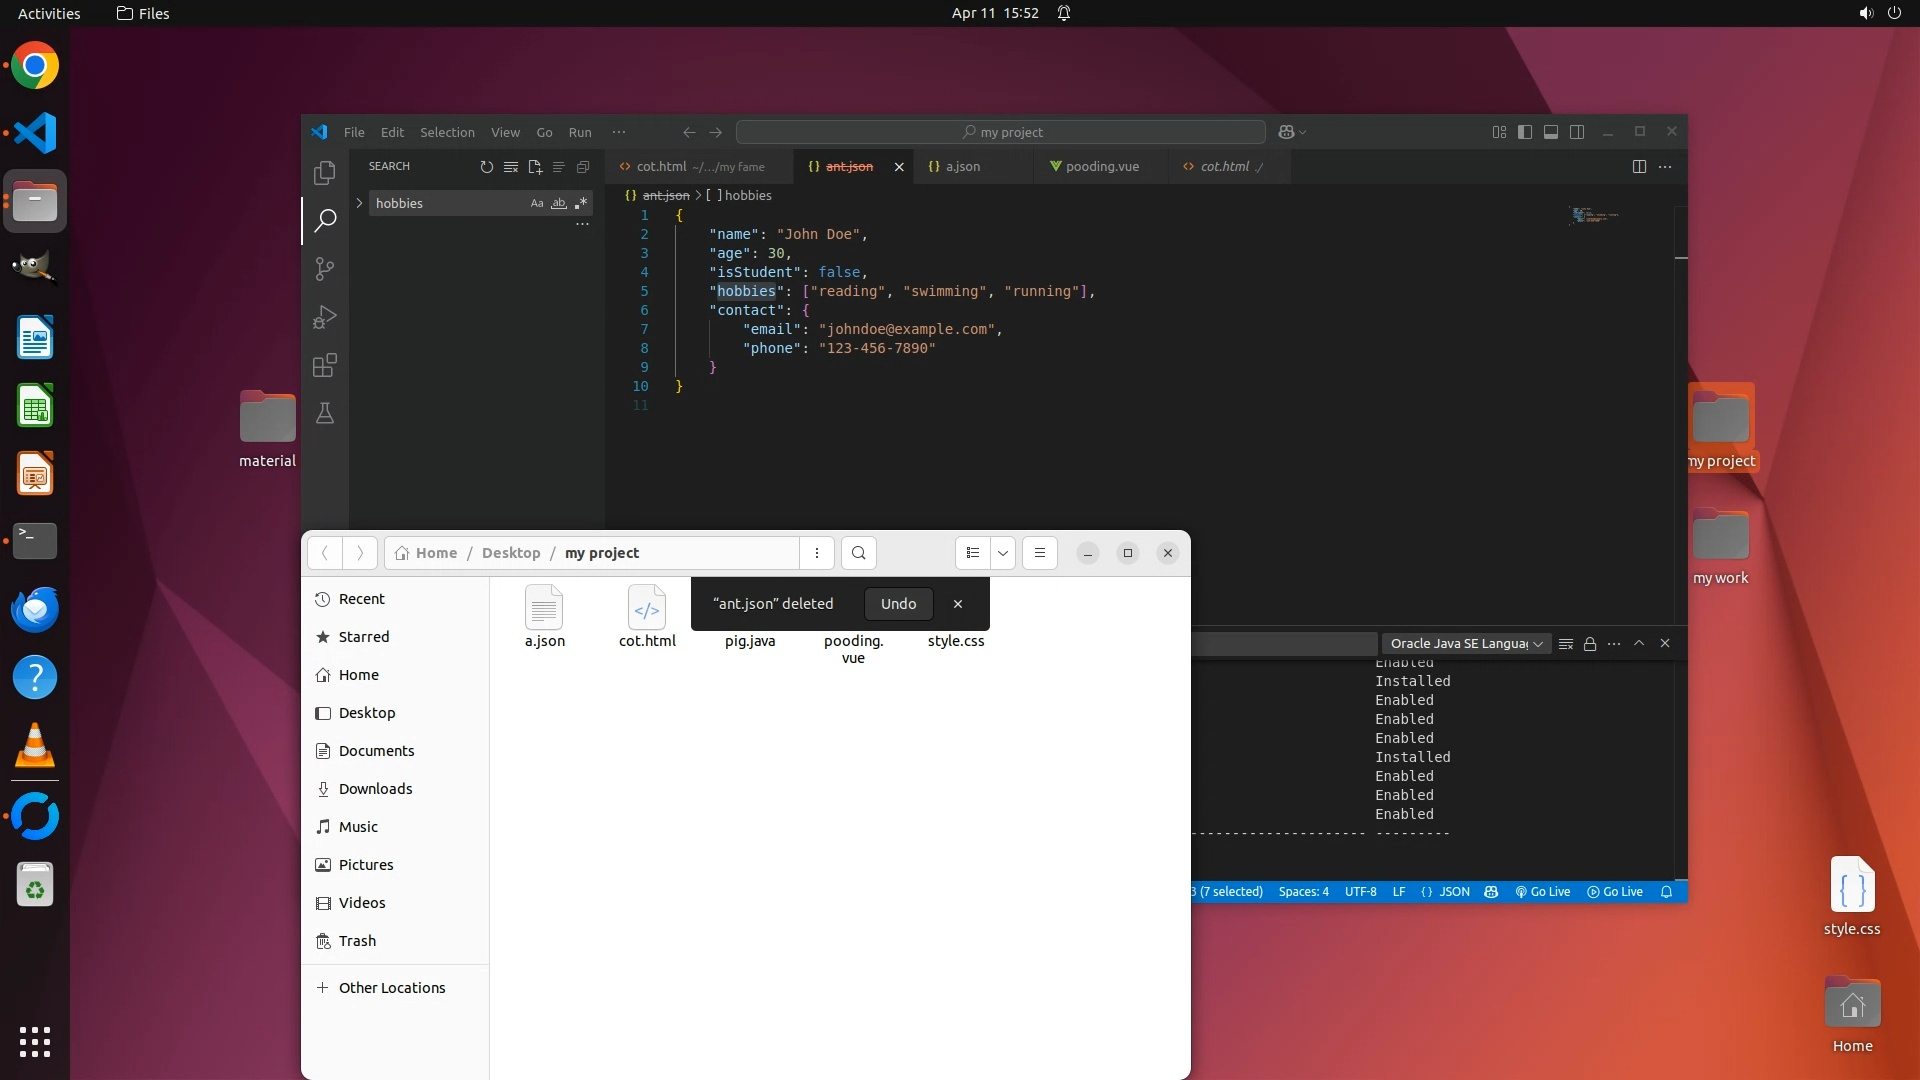 Activities
Files
Apr 11 15:52
File Edit Selection View Go Run ···
my project
SEARCH
cot.html ~/.../my fame
ant.json
a.json
pooding.vue
cot.html ./
hobbies
Aa ab
ant.json > [ ] hobbies
1 {
2 "name": "John Doe",
3 "age": 30,
4 "isStudent": false,
5 "hobbies": ["reading", "swimming", "running"],
6 "contact": {
7 "email": "johndoe@example.com",
8 "phone": "123-456-7890"
9 }
10 }
11
material
my project
my work
style.css
Home
Home / Desktop / my project
Recent
Starred
Home
Desktop
Documents
Downloads
Music
Pictures
Videos
Trash
+ Other Locations
“ant.json” deleted
Undo
a.json
cot.html
pig.java
pooding.
vue
style.css
Oracle Java SE Languag
Enabled
Installed
Enabled
Enabled
Enabled
Installed
Enabled
Enabled
Enabled
--------------------- ---------
3 (7 selected) Spaces: 4 UTF-8 LF { } JSON Go Live Go Live